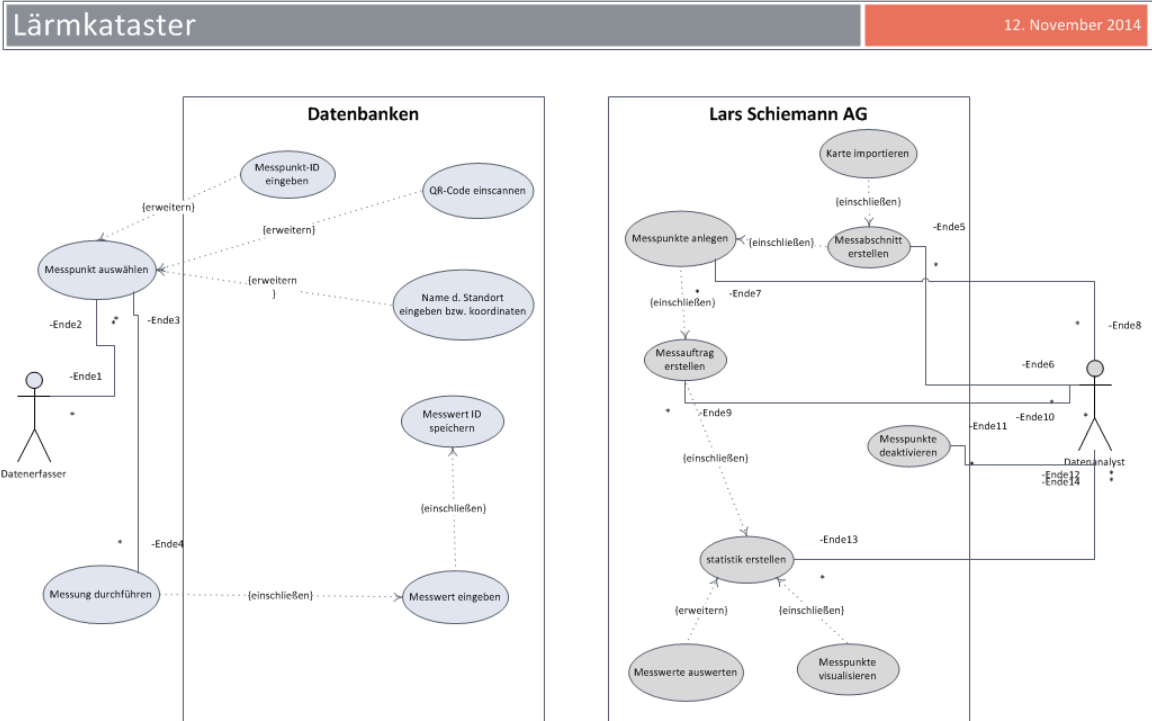 Lärmkataster
12. November 2014
Datenbanken
Messpunkt-ID
eingeben
QR-Code einscannen
{erweitern}
{erweitern}
Messpunkt auswählen
{erweitern
}
Name d. Standort
eingeben bzw. koordinaten
-Ende2
*
*
-Ende3
-Ende1
*
Datenerfasser
Messwert ID
speichern
{einschließen}
*
-Ende4
Messung durchführen
{einschließen}
Messwert eingeben
Lars Schiemann AG
Karte importieren
{einschließen}
-Ende5
Messpunkte anlegen
{einschließen}
Messabschnitt
erstellen
*
*
-Ende7
{einschließen}
*
-Ende8
Messauftrag
erstellen
-Ende6
*
-Ende9
*
-Ende10
*
-Ende11
Messpunkte
deaktivieren
{einschließen}
*
Datenanalyst
-Ende12
*
-Ende14
*
-Ende13
statistik erstellen
*
{erweitern}
{einschließen}
Messwerte auswerten
Messpunkte
visualisieren